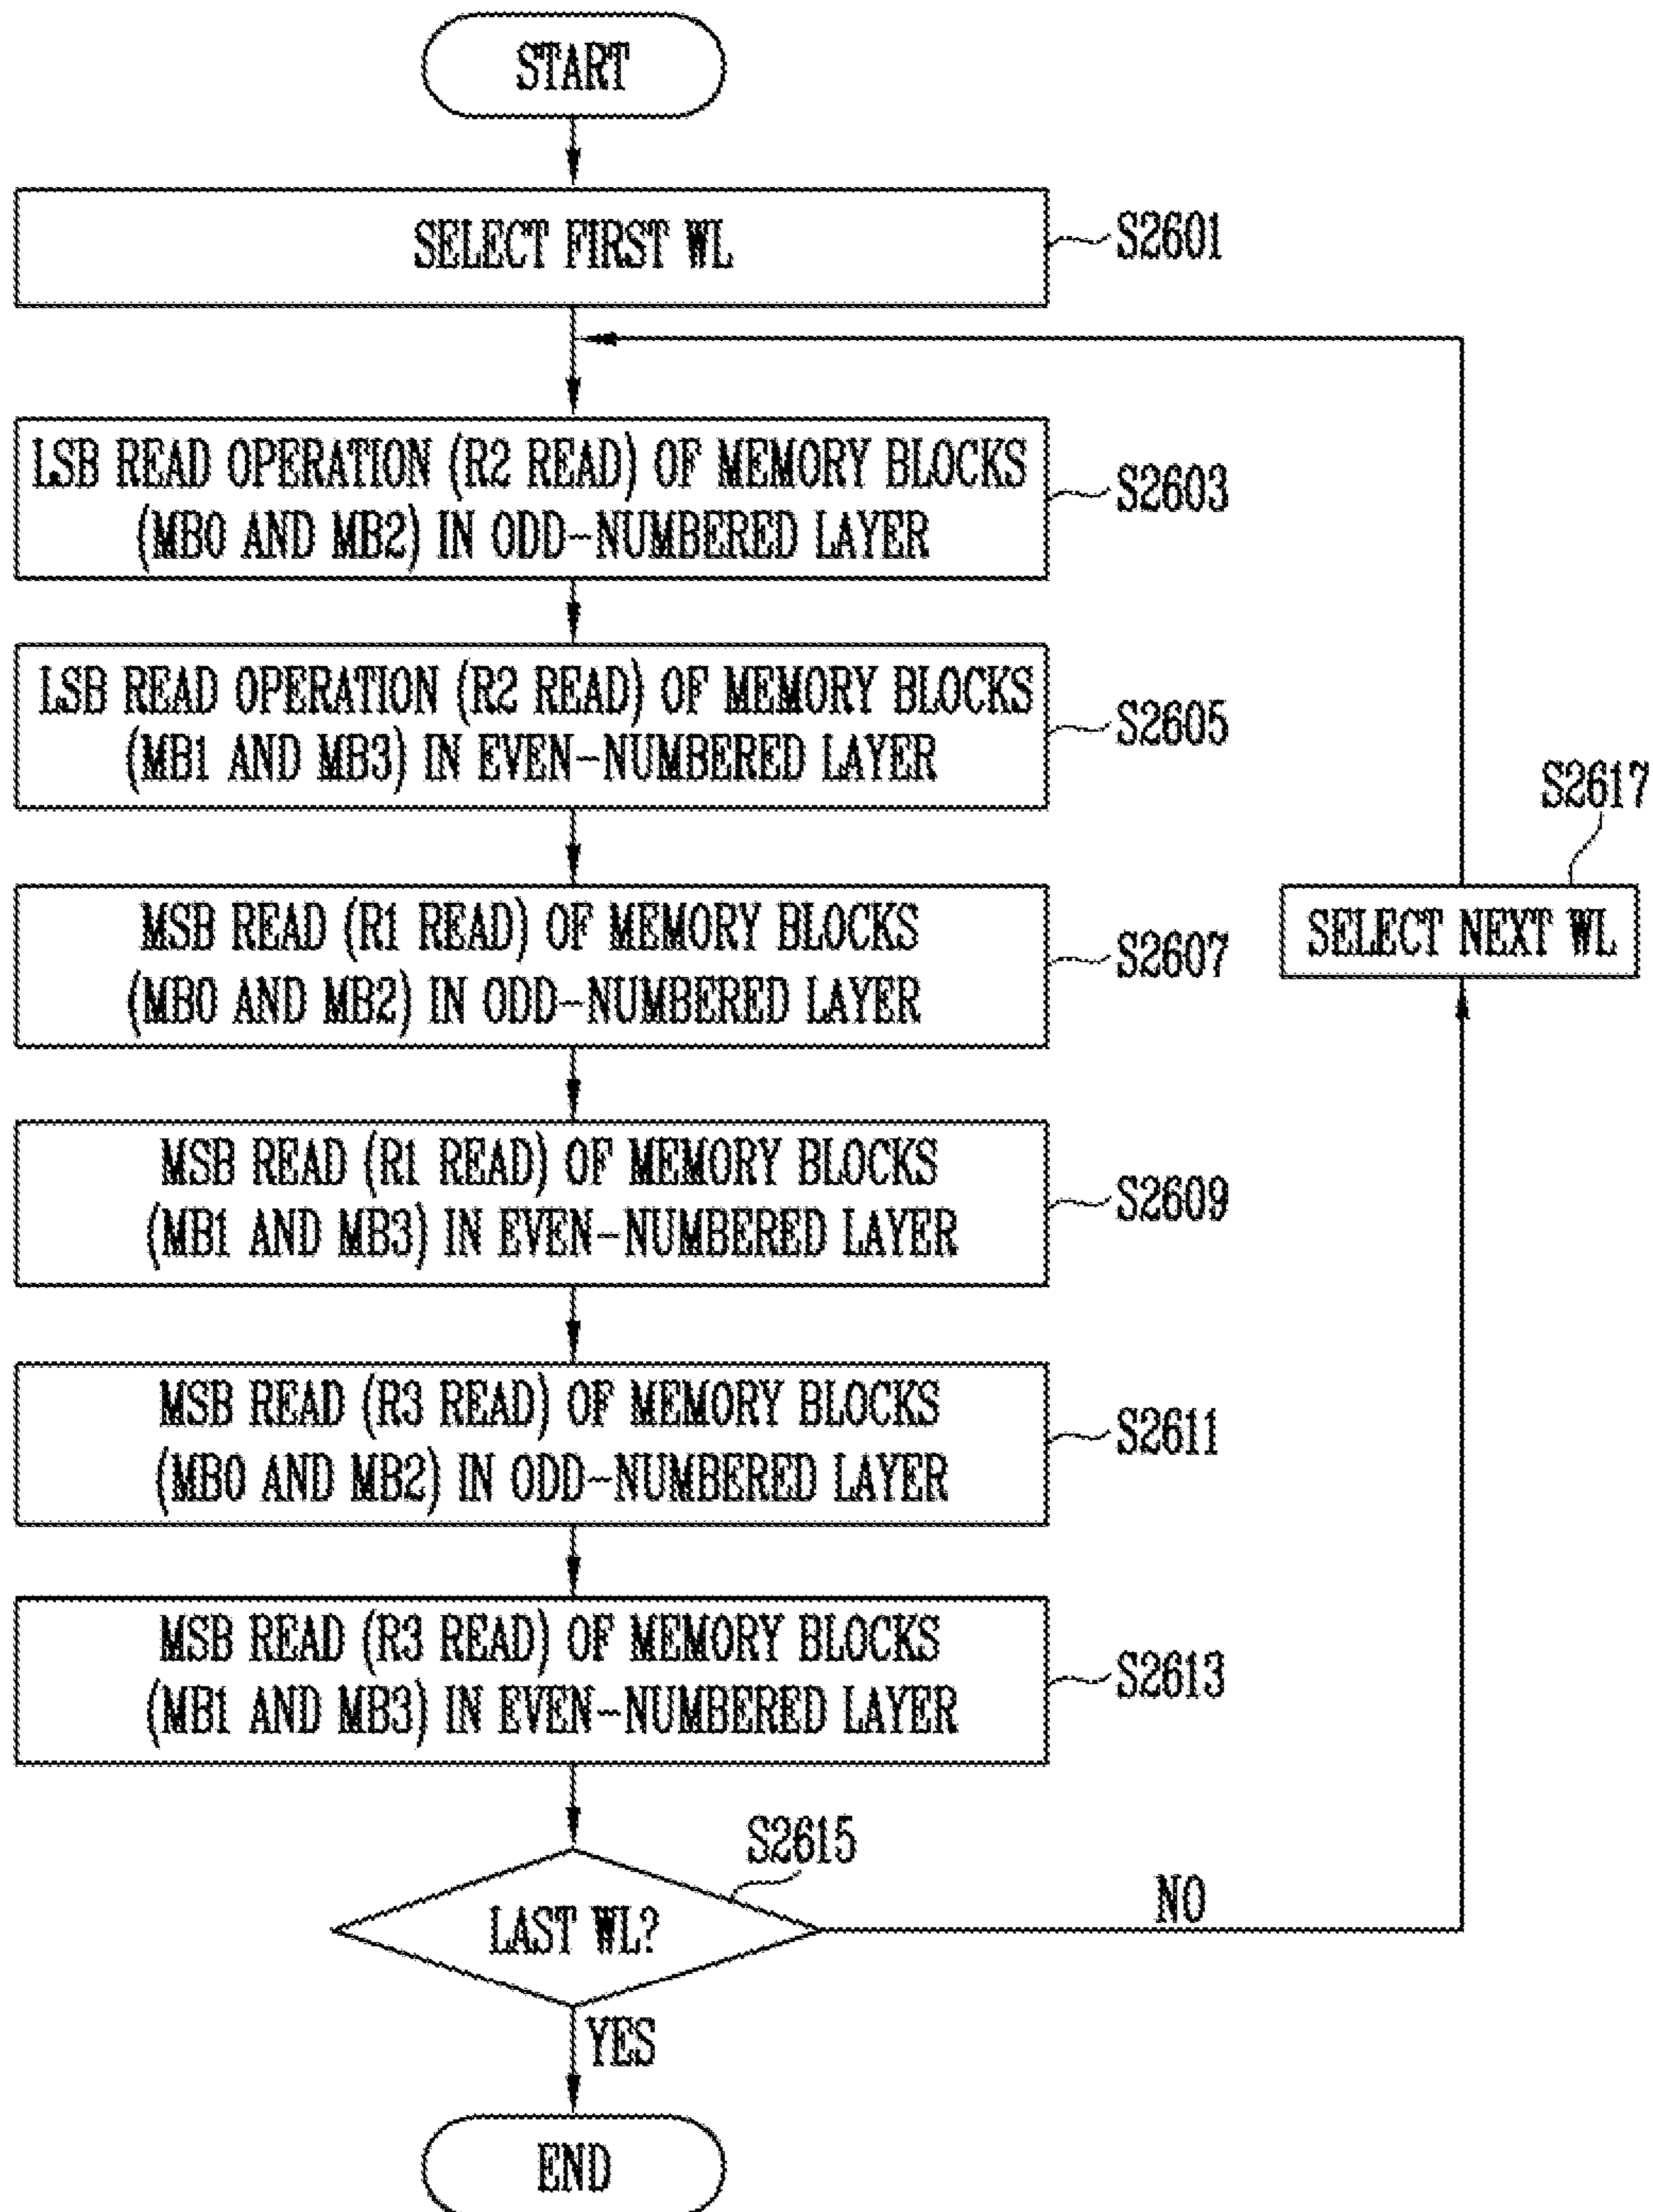 START
SELECT FIRST WL
S2601
LSB READ OPERATION (R2 READ) OF MEMORY BLOCKS
(MB0 AND MB2) IN ODD-NUMBERED LAYER
S2603
LSB READ OPERATION (R2 READ) OF MEMORY BLOCKS
(MB1 AND MB3) IN EVEN-NUMBERED LAYER
S2605
S2617
SELECT NEXT WL
MSB READ (R1 READ) OF MEMORY BLOCKS
(MB0 AND MB2) IN ODD-NUMBERED LAYER
S2607
MSB READ (R1 READ) OF MEMORY BLOCKS
(MB1 AND MB3) IN EVEN-NUMBERED LAYER
S2609
MSB READ (R3 READ) OF MEMORY BLOCKS
(MB0 AND MB2) IN ODD-NUMBERED LAYER
S2611
MSB READ (R3 READ) OF MEMORY BLOCKS
(MB1 AND MB3) IN EVEN-NUMBERED LAYER
S2613
S2615
LAST WL?
NO
YES
END